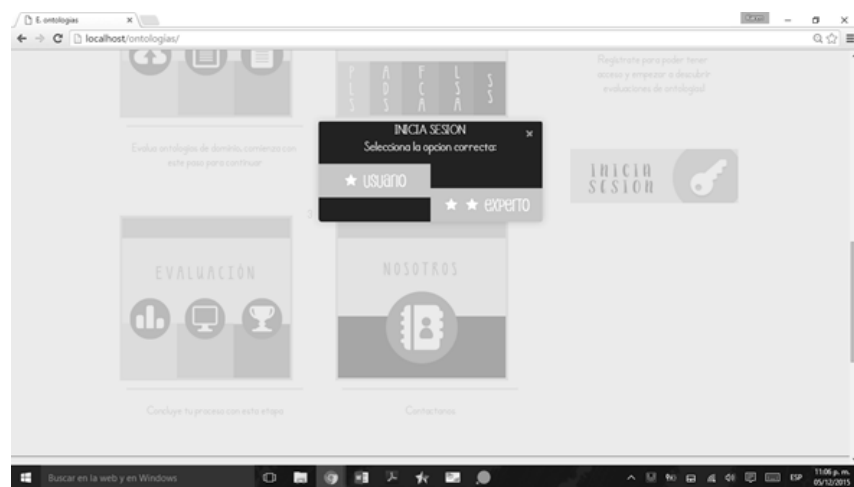 E. ontologias
localhost/ontologias/
P A F L S
L D C S S
S S A A
Registrate para poder tener
acceso y empezar a descubrir
evaluaciones de ontologias!
Evalua ontologias de dominio, comienza con
este paso para continuar
INICIA SESION
Selecciona la opcion correcta:
USUARIO
EXPERTO
INICIA
SESION
EVALUACIÓN
NOSOTROS
Concluye tu proceso con esta etapa
Contactanos
Buscar en la web y en Windows
ESP
11:06 p. m.
05/12/2015